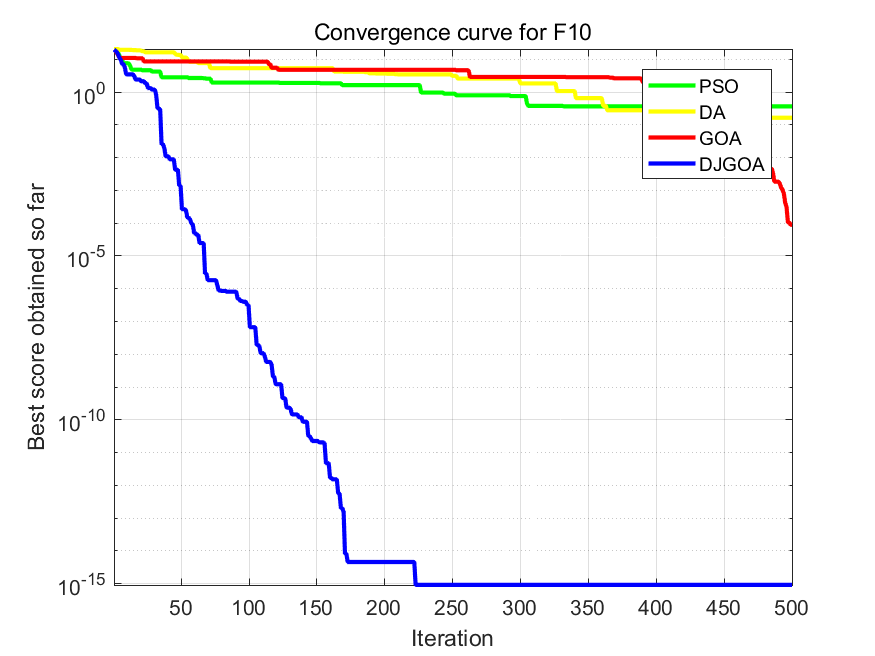 Convergence curve for F10
Best score obtained so far
10^0
10^-5
10^-10
10^-15
PSO
DA
GOA
DJGOA
50 100 150 200 250 300 350 400 450 500
Iteration